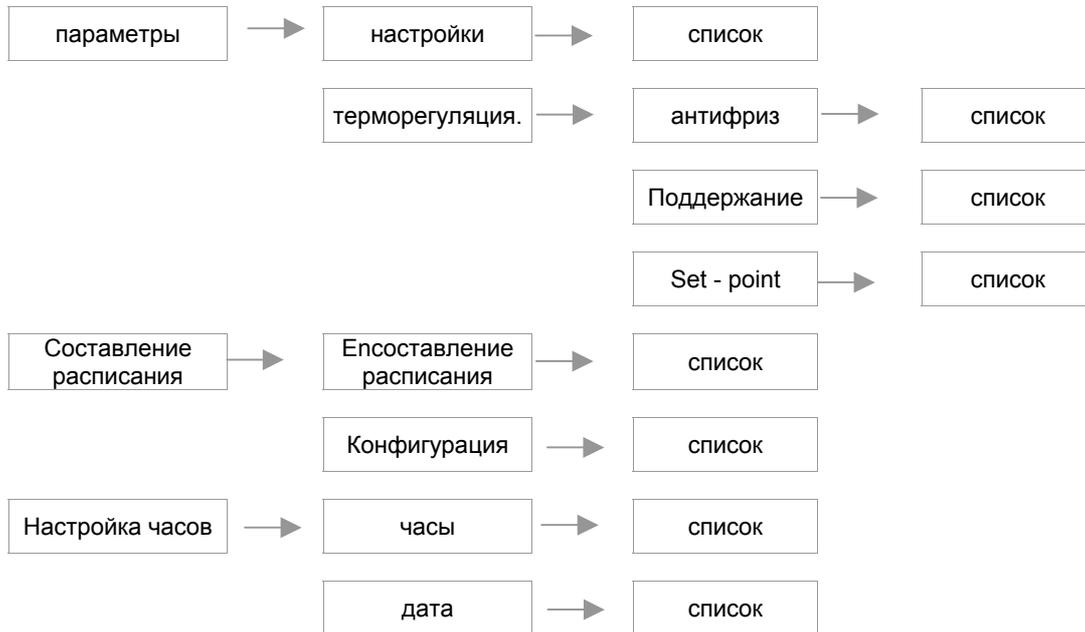 параметры
настройки
список
терморегуляция.
антифриз
список
Поддержание
список
Set - point
список
Составление
расписания
Enсоставление
расписания
список
Конфигурация
список
Настройка часов
часы
список
дата
список